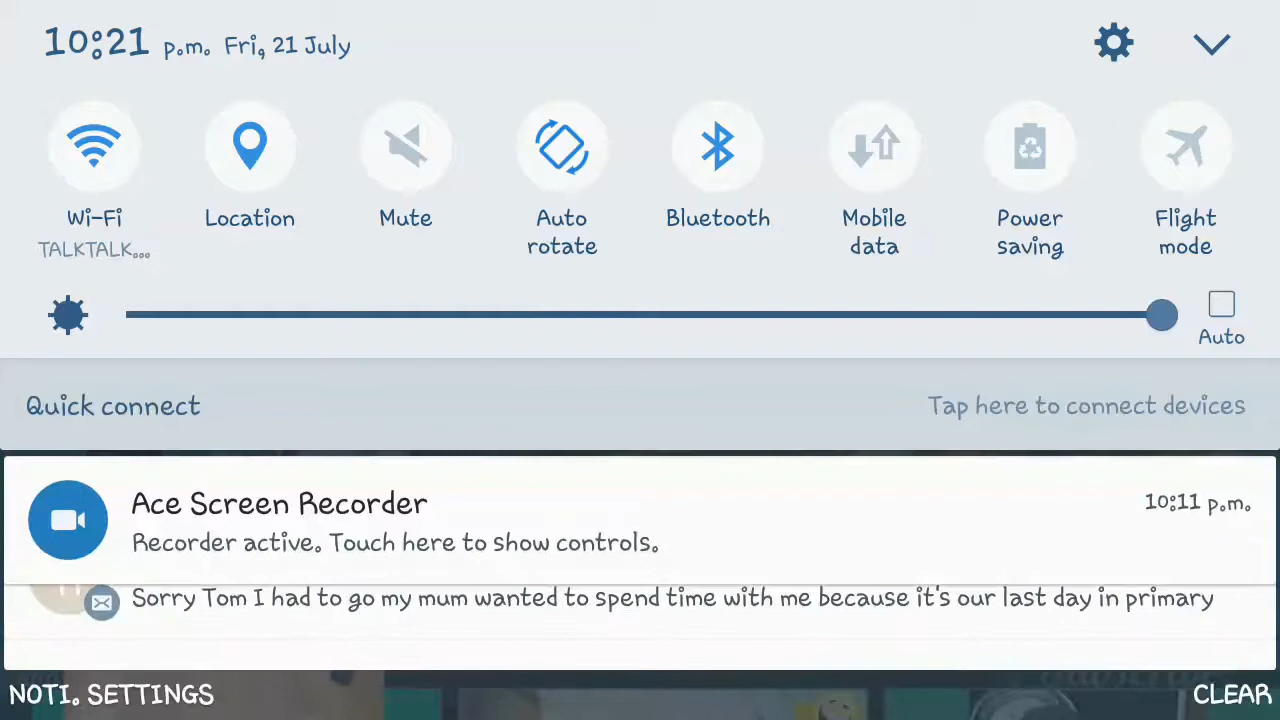 10:21 p.m. Fri, 21 July
Wi-Fi
TALKTALK...
Location
Mute
Auto
rotate
Bluetooth
Mobile
data
Power
saving
Flight
mode
Auto
Quick connect
Tap here to connect devices
Ace Screen Recorder
10:11 p.m.
Recorder active. Touch here to show controls.
Sorry Tom I had to go my mum wanted to spend time with me because it's our last day in primary
NOTI. SETTINGS
CLEAR